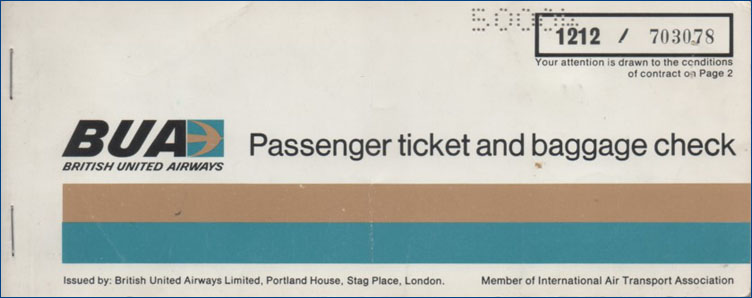 1212 / 703078
Your attention is drawn to the conditions
of contract on Page 2
BUA
BRITISH UNITED AIRWAYS
Passenger ticket and baggage check
Issued by: British United Airways Limited, Portland House, Stag Place, London.
Member of International Air Transport Association